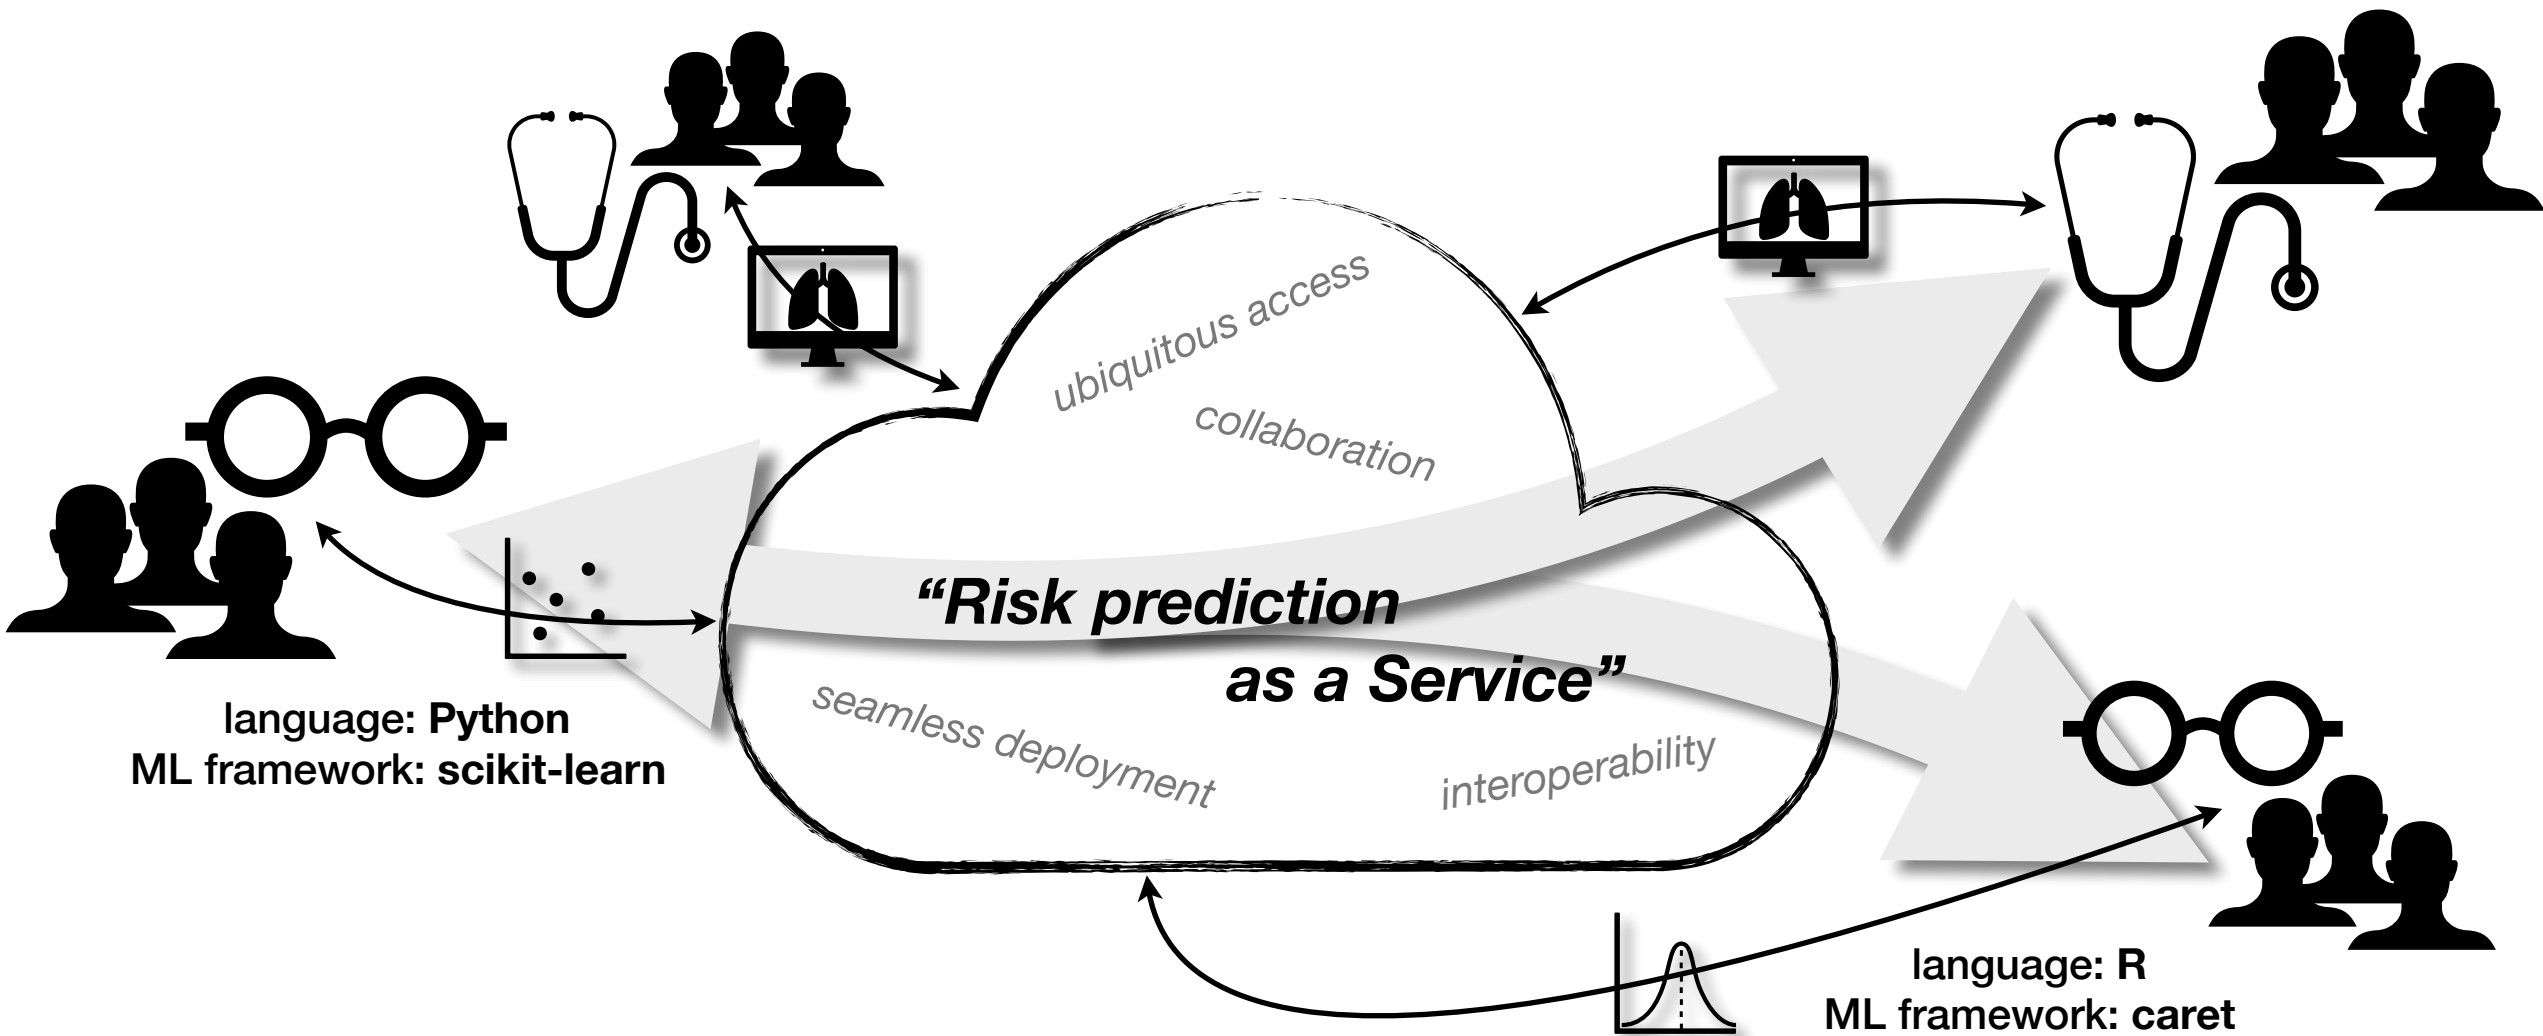 ubiquitous access
collaboration
“Risk prediction
as a Service”
seamless deployment
interoperability
language: Python
ML framework: scikit-learn
language: R
ML framework: caret